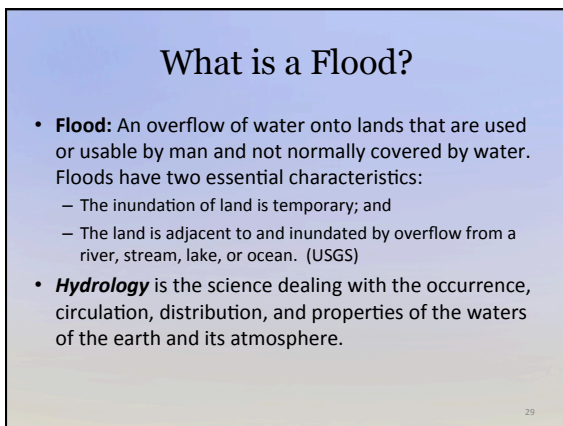 What is a Flood?
• Flood: An overflow of water onto lands that are used
or usable by man and not normally covered by water.
Floods have two essential characteristics:
– The inundation of land is temporary; and
– The land is adjacent to and inundated by overflow from a
river, stream, lake, or ocean. (USGS)
• Hydrology is the science dealing with the occurrence,
circulation, distribution, and properties of the waters
of the earth and its atmosphere.
29